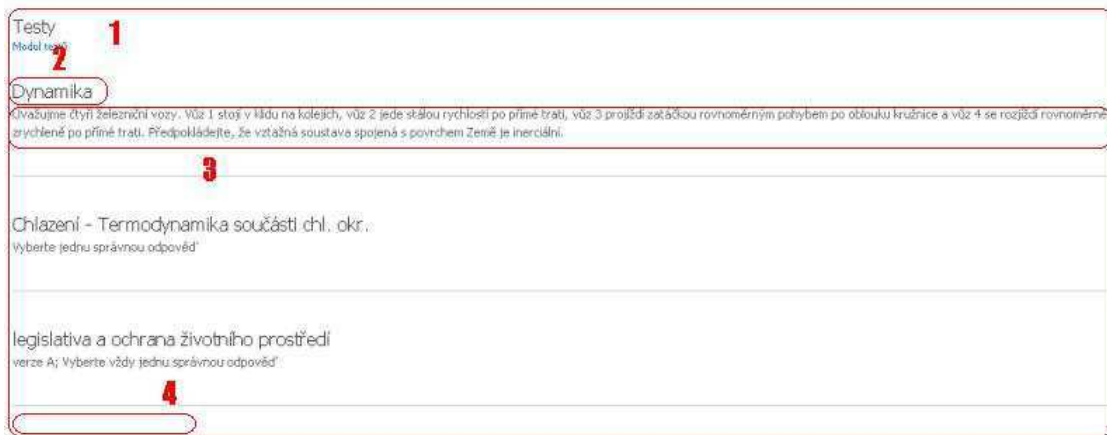 Testy
1
Modul testů
2
Dynamika
Uvažujme čtyři železniční vozy. Vůz 1 stojí v klidu na kolejích, vůz 2 jede stálou rychlostí po přímé trati, vůz 3 projíždí zatáčkou rovnoměrným pohybem po oblouku kružnice a vůz 4 se rozjíždí rovnoměrně
zrychleně po přímé trati. Předpokládejte, že vztažná soustava spojená s povrchem Země je inerciální.
3
Chlazení - Termodynamika součásti chl. okr.
Vyberte jednu správnou odpověď
legislativa a ochrana životního prostředí
verze A; Vyberte vždy jednu správnou odpověď
4